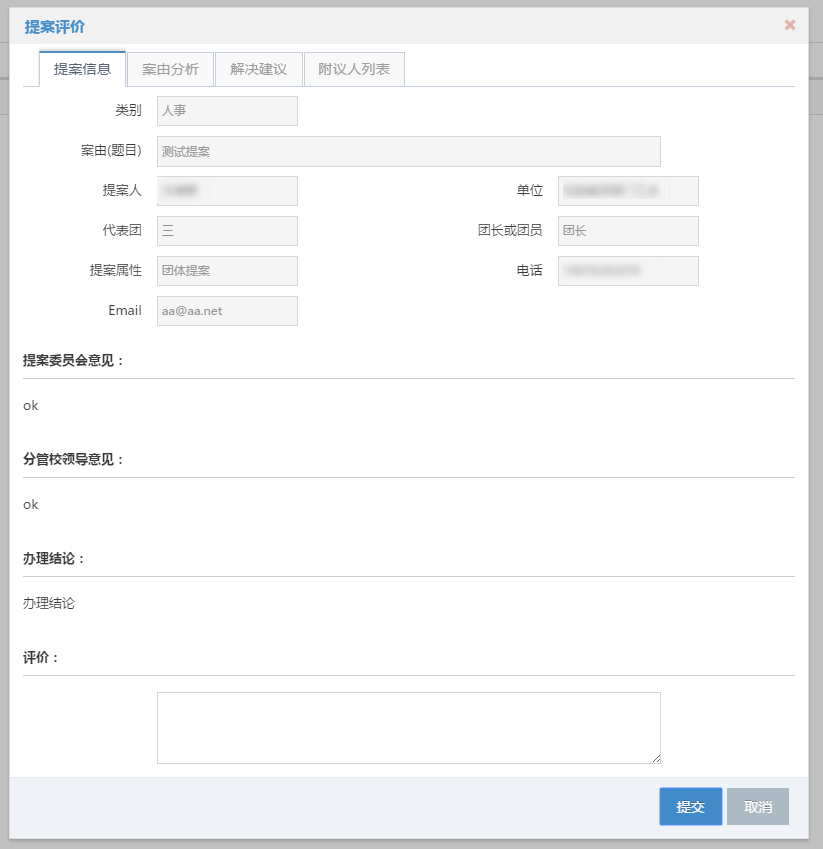 提案评价
提案信息 案由分析 解决建议 附议人列表
类别 人事
案由(题目) 测试提案
提案人 单位
代表团 三 团长或团员 团长
提案属性 团体提案 电话
Email aa@aa.net
提案委员会意见：
ok
分管校领导意见：
ok
办理结论：
办理结论
评价：
提交 取消